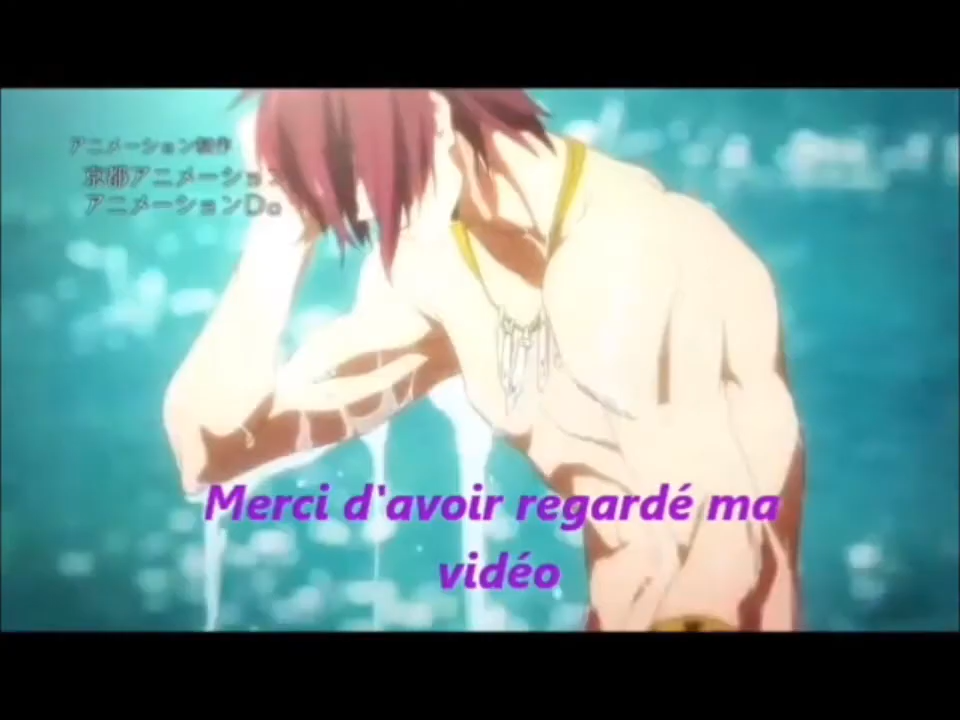 アニメーション制作
京都アニメーション
アニメーションDo
Merci d'avoir regardé ma
vidéo